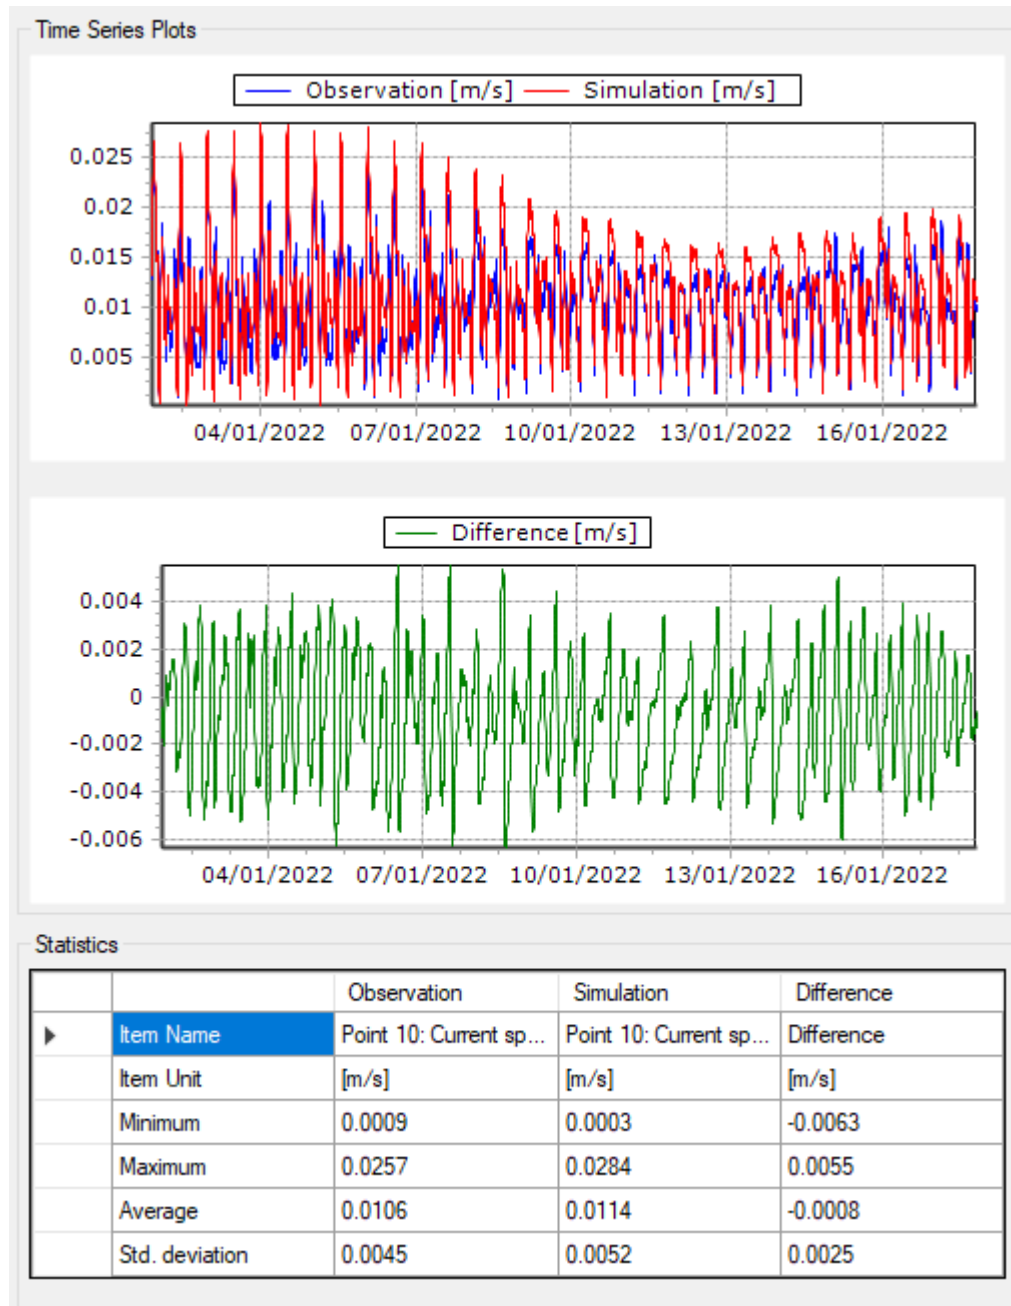 Time Series Plots
Observation [m/s] Simulation [m/s]
0.025
0.02
0.015
0.01
0.005
04/01/2022 07/01/2022 10/01/2022 13/01/2022 16/01/2022
Difference [m/s]
0.004
0.002
0
-0.002
-0.004
-0.006
04/01/2022 07/01/2022 10/01/2022 13/01/2022 16/01/2022
Statistics
Observation Simulation Difference
Item Name Point 10: Current sp... Point 10: Current sp... Difference
Item Unit [m/s] [m/s] [m/s]
Minimum 0.0009 0.0003 -0.0063
Maximum 0.0257 0.0284 0.0055
Average 0.0106 0.0114 -0.0008
Std. deviation 0.0045 0.0052 0.0025